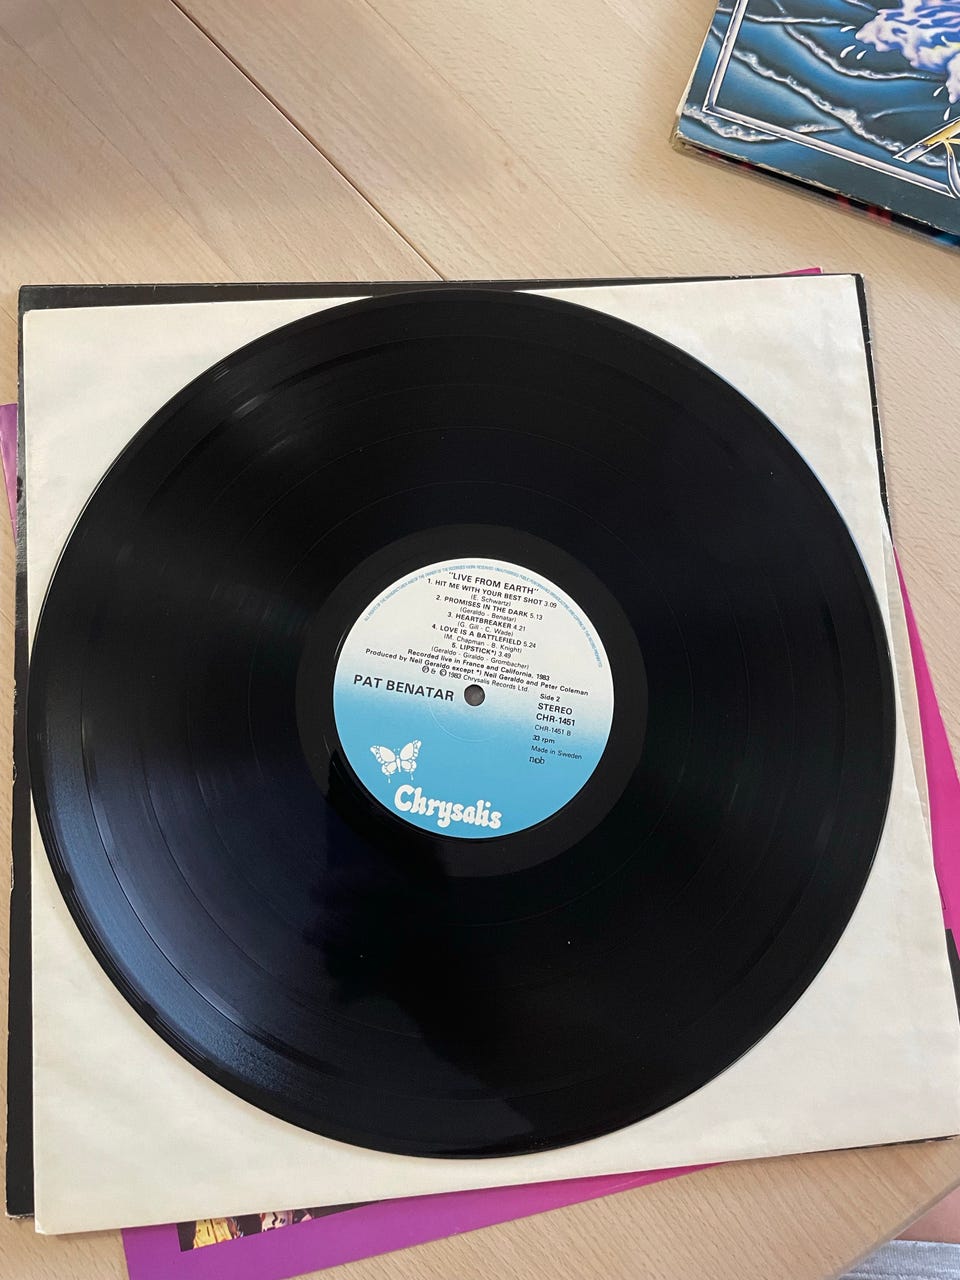 "LIVE FROM EARTH"
1. HIT ME WITH YOUR BEST SHOT 3.09
(E. Schwartz)
2. PROMISES IN THE DARK 5.13
(Geraldo - Benatar)
3. HEARTBREAKER 4.21
(G. Gill - C. Wade)
4. LOVE IS A BATTLEFIELD 5.24
(M. Chapman - B. Knight)
5. LIPSTICK*) 3.49
(Geraldo - Giraldo - Grombacher)
Recorded live in France and California, 1983
Produced by Neil Geraldo except *) Neil Geraldo and Peter Coleman
℗ & © 1983 Chrysalis Records Ltd.
PAT BENATAR
Side 2
STEREO
CHR-1451
CHR-1451 B
33 rpm
Made in Sweden
ncb
Chrysalis